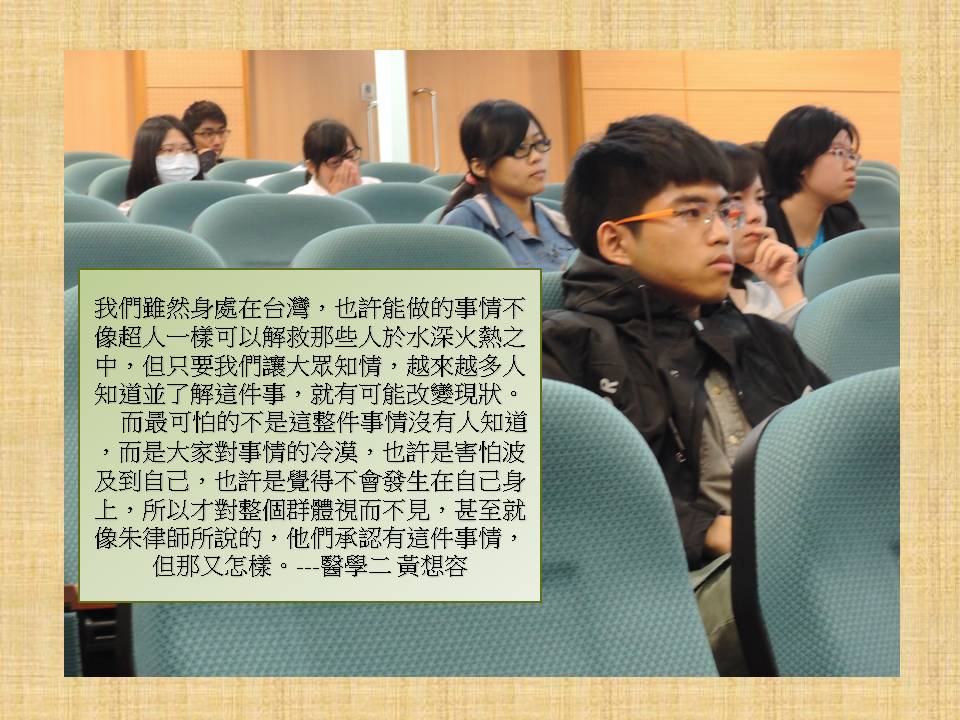 我們雖然身處在台灣，也許能做的事情不
像超人一樣可以解救那些人於水深火熱之
中，但只要我們讓大眾知情，越來越多人
知道並了解這件事，就有可能改變現狀。
而最可怕的不是這整件事情沒有人知道
，而是大家對事情的冷漠，也許是害怕波
及到自己，也許是覺得不會發生在自己身
上，所以才對整個群體視而不見，甚至就
像朱律師所說的，他們承認有這件事情，
但那又怎樣。---醫學二 黃想容